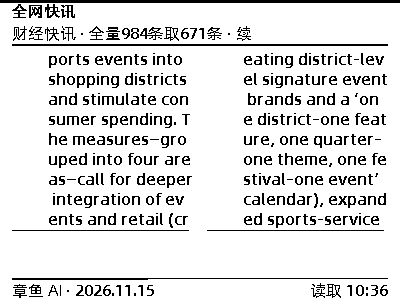 全网快讯
财经快讯 · 全量984条取671条 · 续
ports events into
shopping districts
and stimulate con
sumer spending. T
he measures—gro
uped into four are
as—call for deeper
integration of ev
ents and retail (cr
eating district-lev
el signature event
brands and a ‘on
e district-one feat
ure, one quarter-
one theme, one fe
stival-one event’
calendar), expand
ed sports-service
章鱼 AI · 2026.11.15
读取 10:36